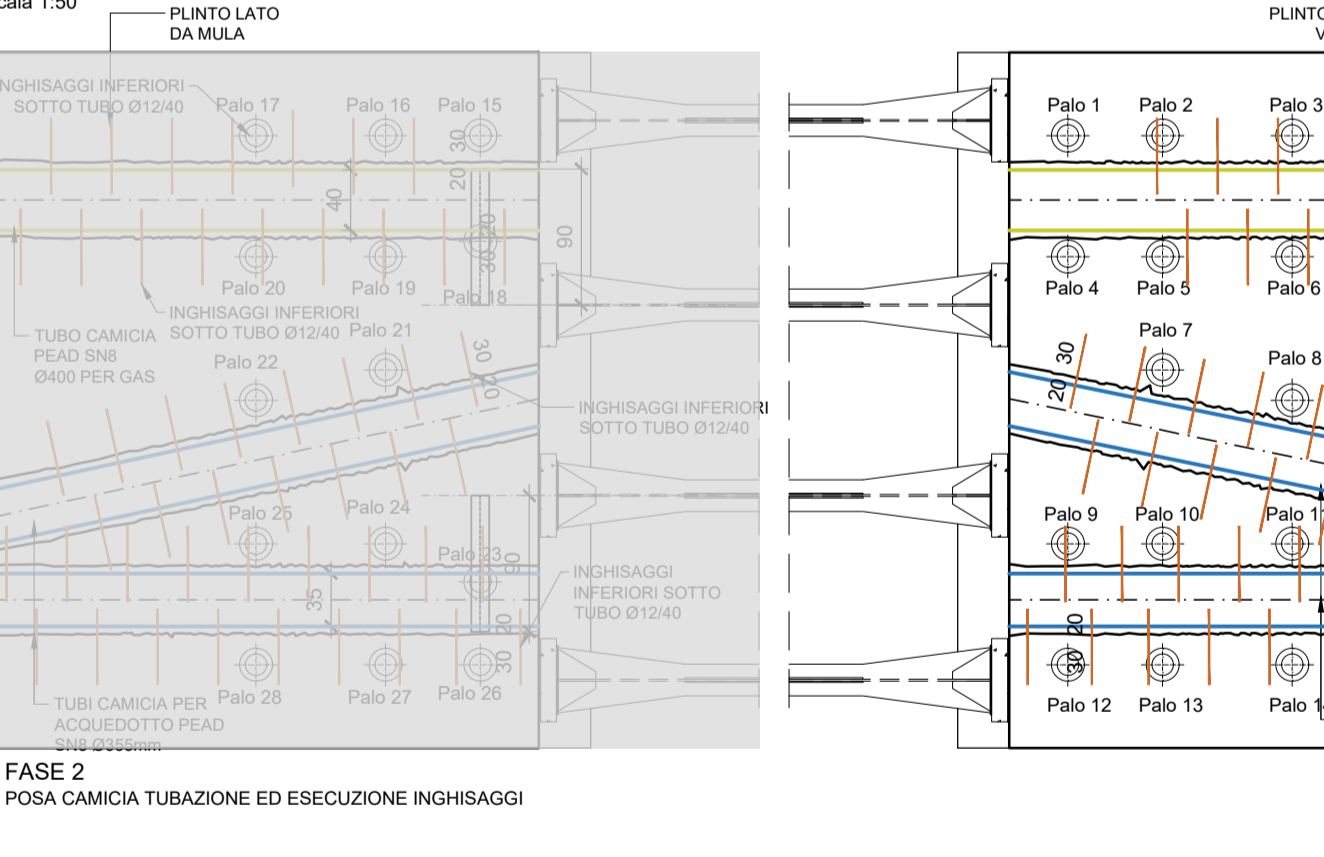 scala 1:50
PLINTO LATO
DA MULA
PLINTO
INGHISAGGI INFERIORI
SOTTO TUBO Ø12/40
Palo 17
Palo 16
Palo 15
30
20
40
90
20
30
Palo 20
Palo 19
Palo 18
INGHISAGGI INFERIORI
SOTTO TUBO Ø12/40
TUBO CAMICIA
PEAD SN8
Ø400 PER GAS
Palo 21
Palo 22
30
20
INGHISAGGI INFERIORI
SOTTO TUBO Ø12/40
Palo 25
Palo 24
Palo 23
90
35
INGHISAGGI
INFERIORI SOTTO
TUBO Ø12/40
20
30
Palo 28
Palo 27
Palo 26
TUBI CAMICIA PER
ACQUEDOTTO PEAD
SN8 Ø355mm
Palo 1
Palo 2
Palo 3
Palo 4
Palo 5
Palo 6
Palo 7
Palo 8
30
20
Palo 9
Palo 10
Palo 11
20
30
Palo 12
Palo 13
Palo 14
FASE 2
POSA CAMICIA TUBAZIONE ED ESECUZIONE INGHISAGGI